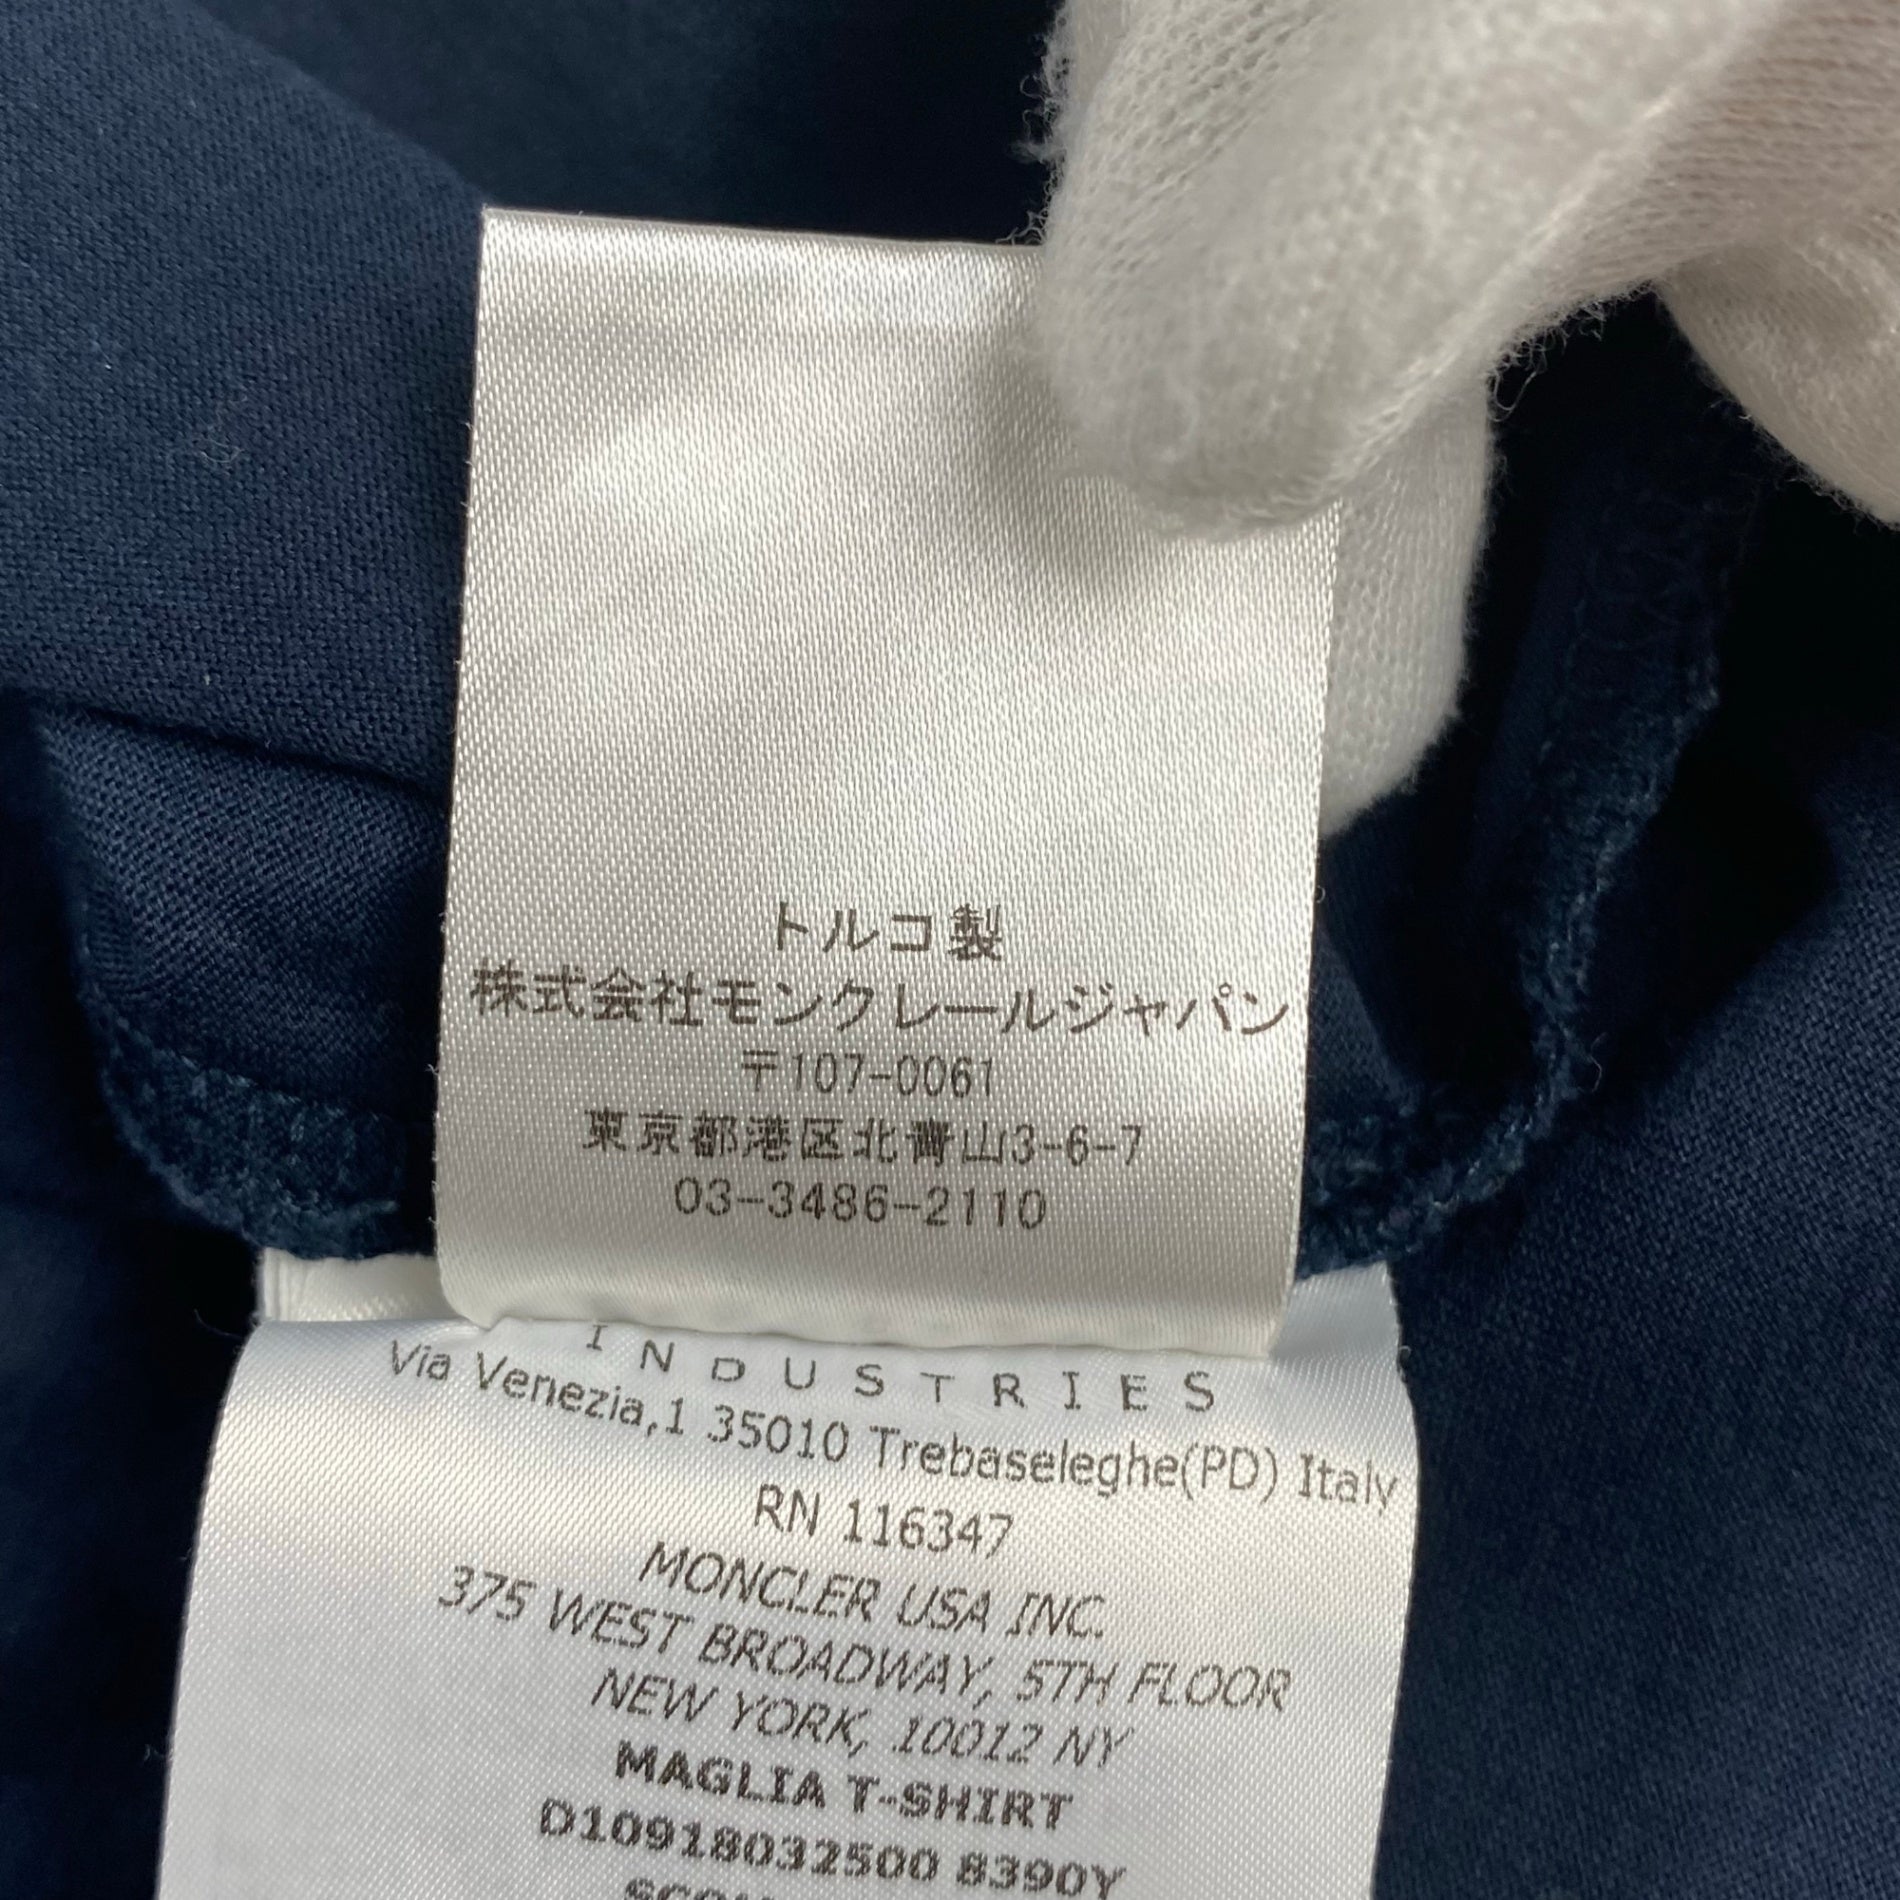 トルコ製
株式会社モンクレールジャパン
〒107-0061
東京都港区北青山3-6-7
03-3486-2110
INDUSTRIES
Via Venezia,1 35010 Trebaseleghe(PD) Italy
RN 116347
MONCLER USA INC.
375 WEST BROADWAY, 5TH FLOOR
NEW YORK, 10012 NY
MAGLIA T-SHIRT
D10918032500 8390Y